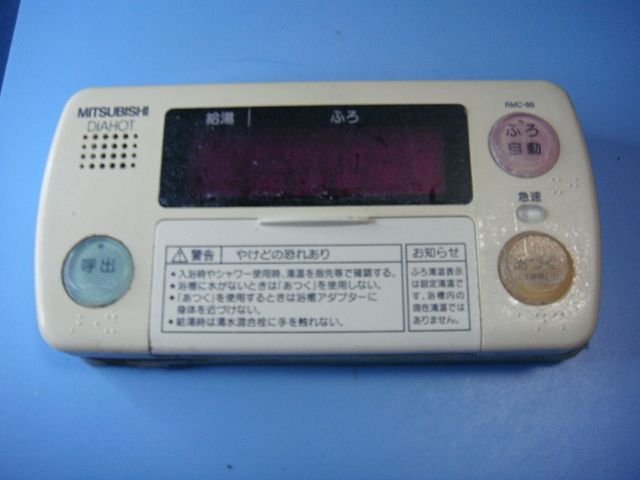 MITSUBISHI
DIAHOT
給湯 ふろ
RMC-8B
ふろ
自動
急速
呼出
あつく
警告 やけどの恐れあり
•入浴時やシャワー使用時、湯温を指先等で確認する。
•浴槽に水がないときは「あつく」を使用しない。
•「あつく」を使用するときは浴槽アダプターに
身体を近づけない。
•給湯時は湯水混合栓に手を触れない。
お知らせ
ふろ湯温表示
は設定湯温で
す。浴槽内の
現在湯温では
ありません。